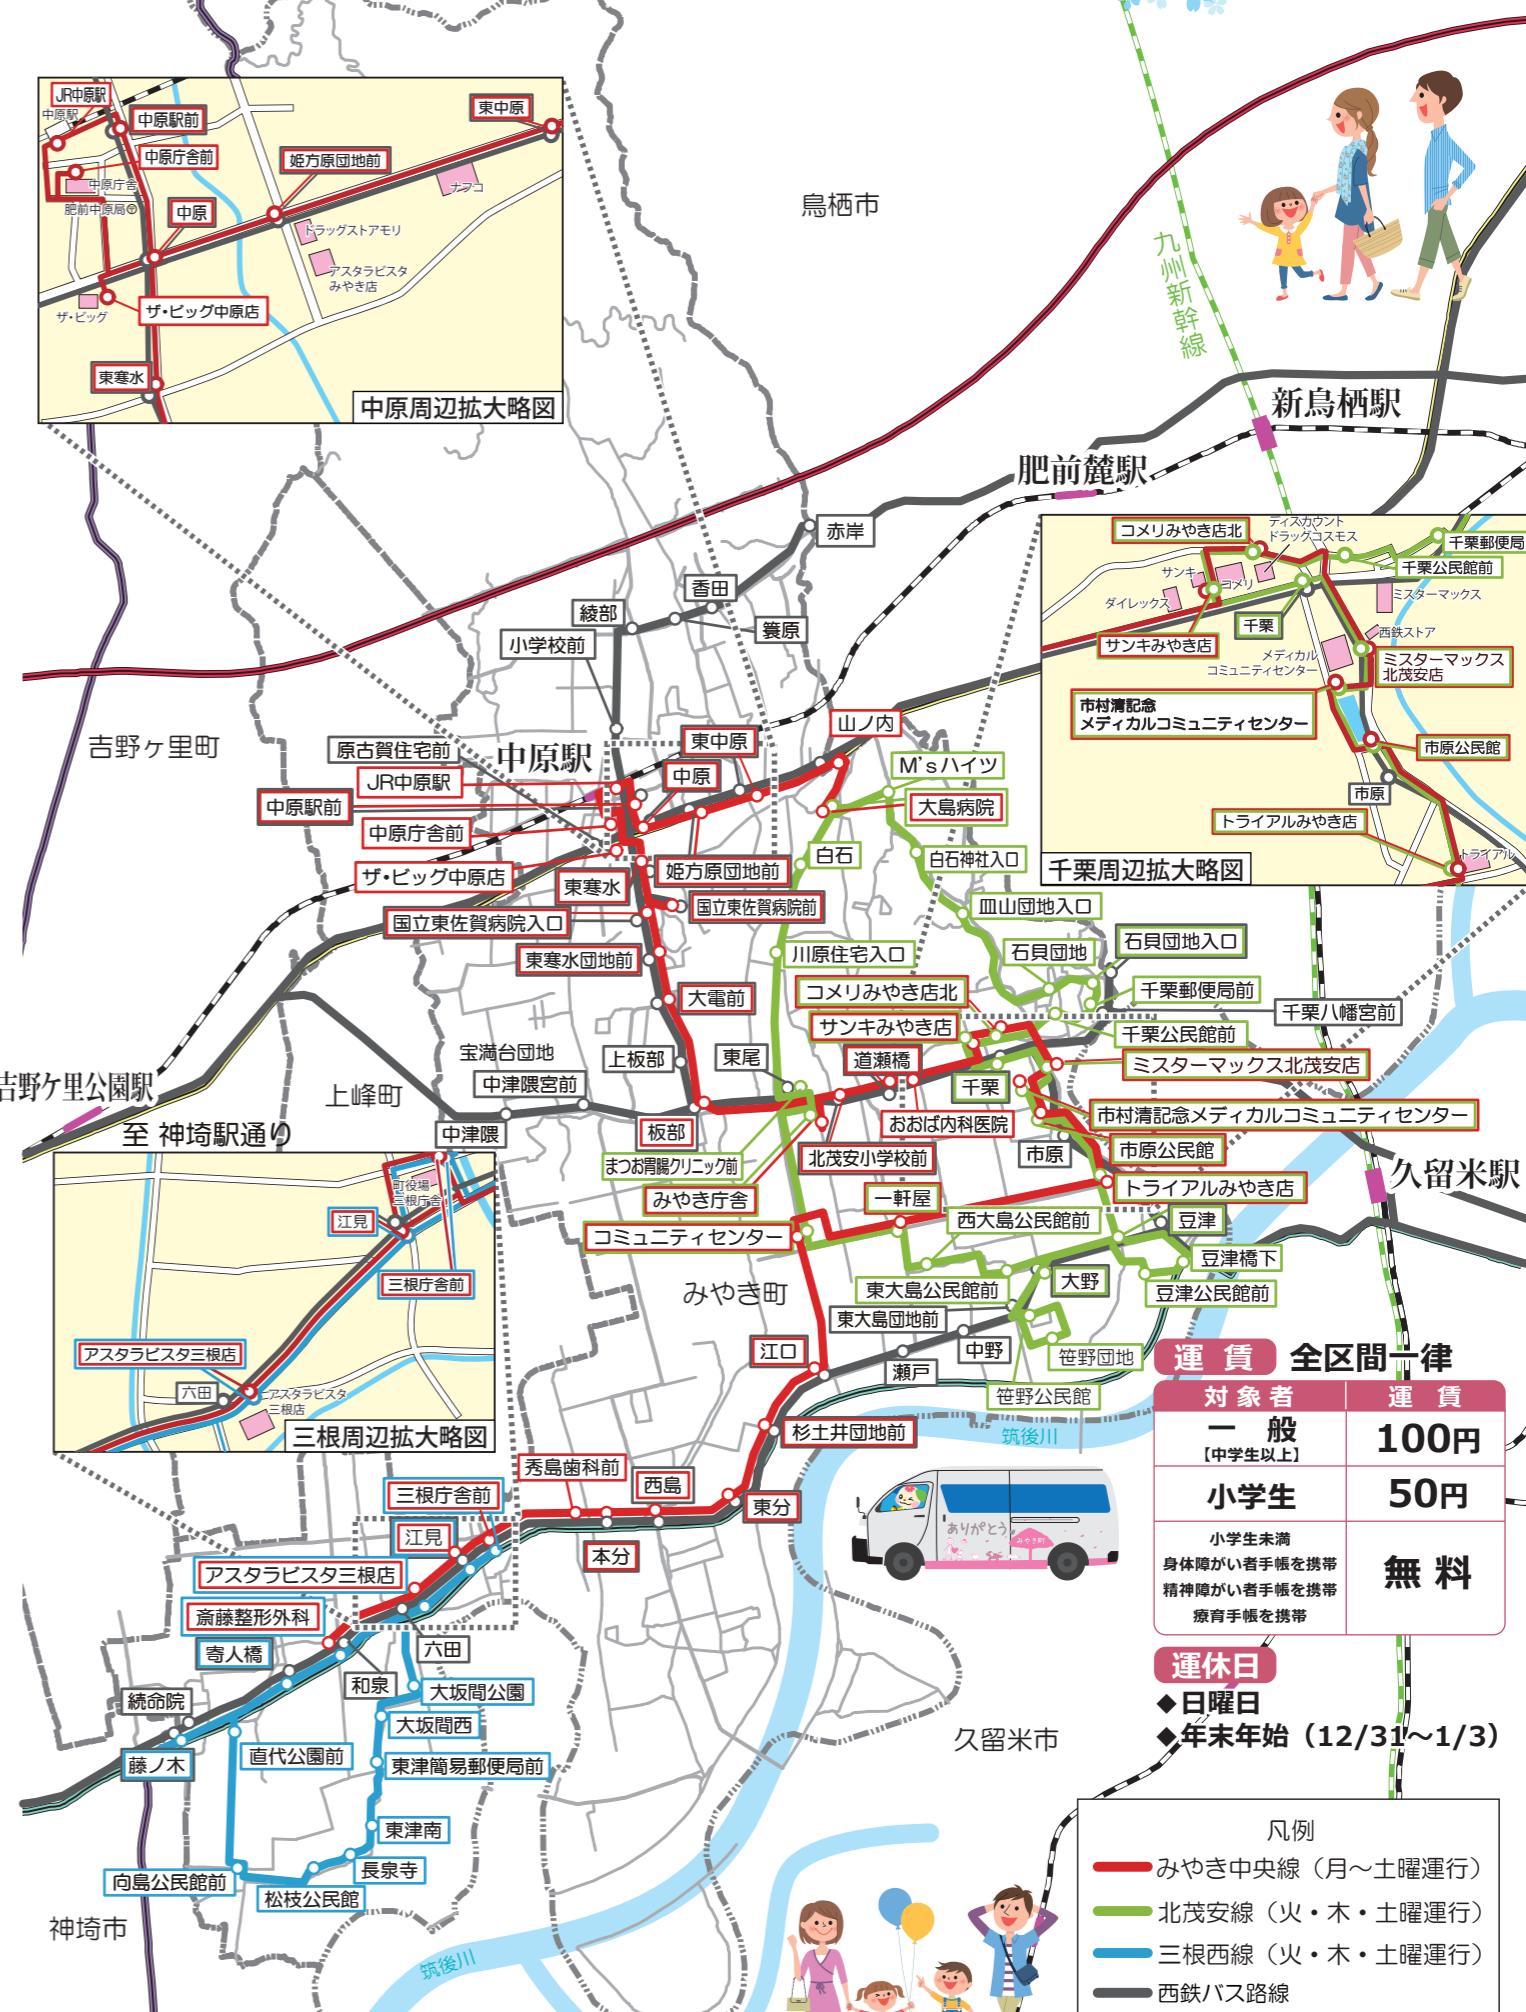 JR中原駅
中原駅
中原駅前
中原庁舎前
中原庁舎
肥前中原局
中原
姫方原団地前
東中原
ナフコ
ドラッグストアモリ
アスタラビスタ
みやき店
ザ・ビッグ
ザ・ビッグ中原店
東寒水
中原周辺拡大略図
鳥栖市
九州新幹線
新鳥栖駅
肥前麓駅
コメリみやき店北
ディスカウント
ドラッグコスモス
千栗郵便局
千栗公民館前
サンキ
コメリ
ダイレックス
ミスターマックス
千栗
西鉄ストア
サンキみやき店
メディカル
コミュニティセンター
ミスターマックス
北茂安店
市村清記念
メディカルコミュニティセンター
市原公民館
市原
トライアルみやき店
トライアル
千栗周辺拡大略図
赤岸
香田
綾部
簑原
小学校前
吉野ヶ里町
原古賀住宅前
中原駅
JR中原駅
中原駅前
中原庁舎前
ザ・ビッグ中原店
東中原
中原
山ノ内
M'sハイツ
大島病院
白石
白石神社入口
姫方原団地前
東寒水
国立東佐賀病院前
国立東佐賀病院入口
皿山団地入口
東寒水団地前
川原住宅入口
石貝団地
石貝団地入口
大電前
コメリみやき店北
千栗郵便局前
サンキみやき店
千栗八幡宮前
千栗公民館前
宝満台団地
上板部
東尾
道瀬橋
ミスターマックス北茂安店
吉野ケ里公園駅
上峰町
中津隈宮前
千栗
至 神埼駅通り
中津隈
板部
おおば内科医院
市村清記念メディカルコミュニティセンター
まつお胃腸クリニック前
北茂安小学校前
市原
市原公民館
久留米駅
みやき庁舎
一軒屋
トライアルみやき店
コミュニティセンター
西大島公民館前
豆津
豆津橋下
東大島公民館前
大野
豆津公民館前
みやき町
東大島団地前
中野
笹野団地
江口
瀬戸
笹野公民館
町役場
三根庁舎
江見
三根庁舎前
アスタラビスタ三根店
六田
アスタラビスタ
三根店
三根周辺拡大略図
杉土井団地前
筑後川
秀島歯科前
西島
東分
三根庁舎前
江見
本分
ありがとう
みやき町
アスタラビスタ三根店
斎藤整形外科
寄人橋
六田
和泉
続命院
大坂間公園
大坂間西
藤ノ木
直代公園前
東津簡易郵便局前
東津南
向島公民館前
長泉寺
松枝公民館
神埼市
久留米市
筑後川
運賃 全区間一律
対象者 運賃
一般
【中学生以上】
100円
小学生 50円
小学生未満
身体障がい者手帳を携帯
精神障がい者手帳を携帯
療育手帳を携帯
無料
運休日
◆日曜日
◆年末年始（12/31～1/3）
凡例
みやき中央線（月～土曜運行）
北茂安線（火・木・土曜運行）
三根西線（火・木・土曜運行）
西鉄バス路線